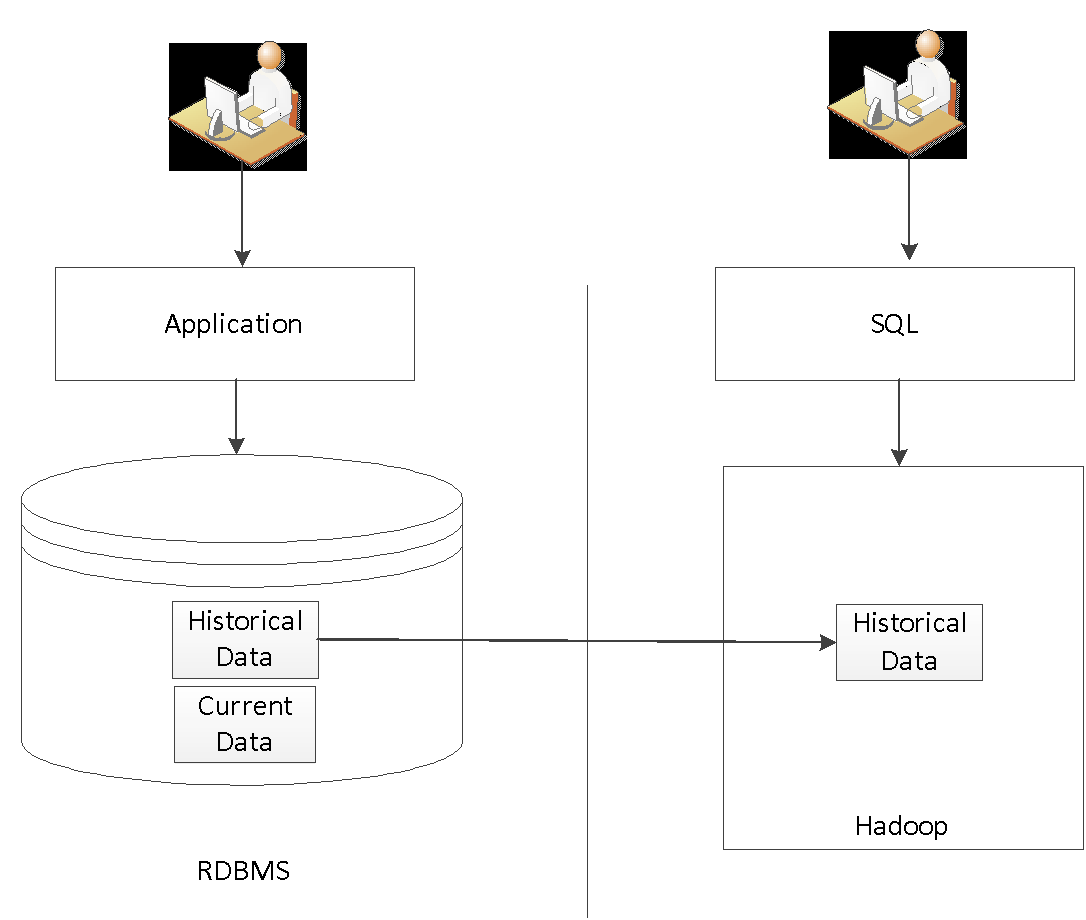 Application
SQL
Historical
Data
Current
Data
RDBMS
Historical
Data
Hadoop